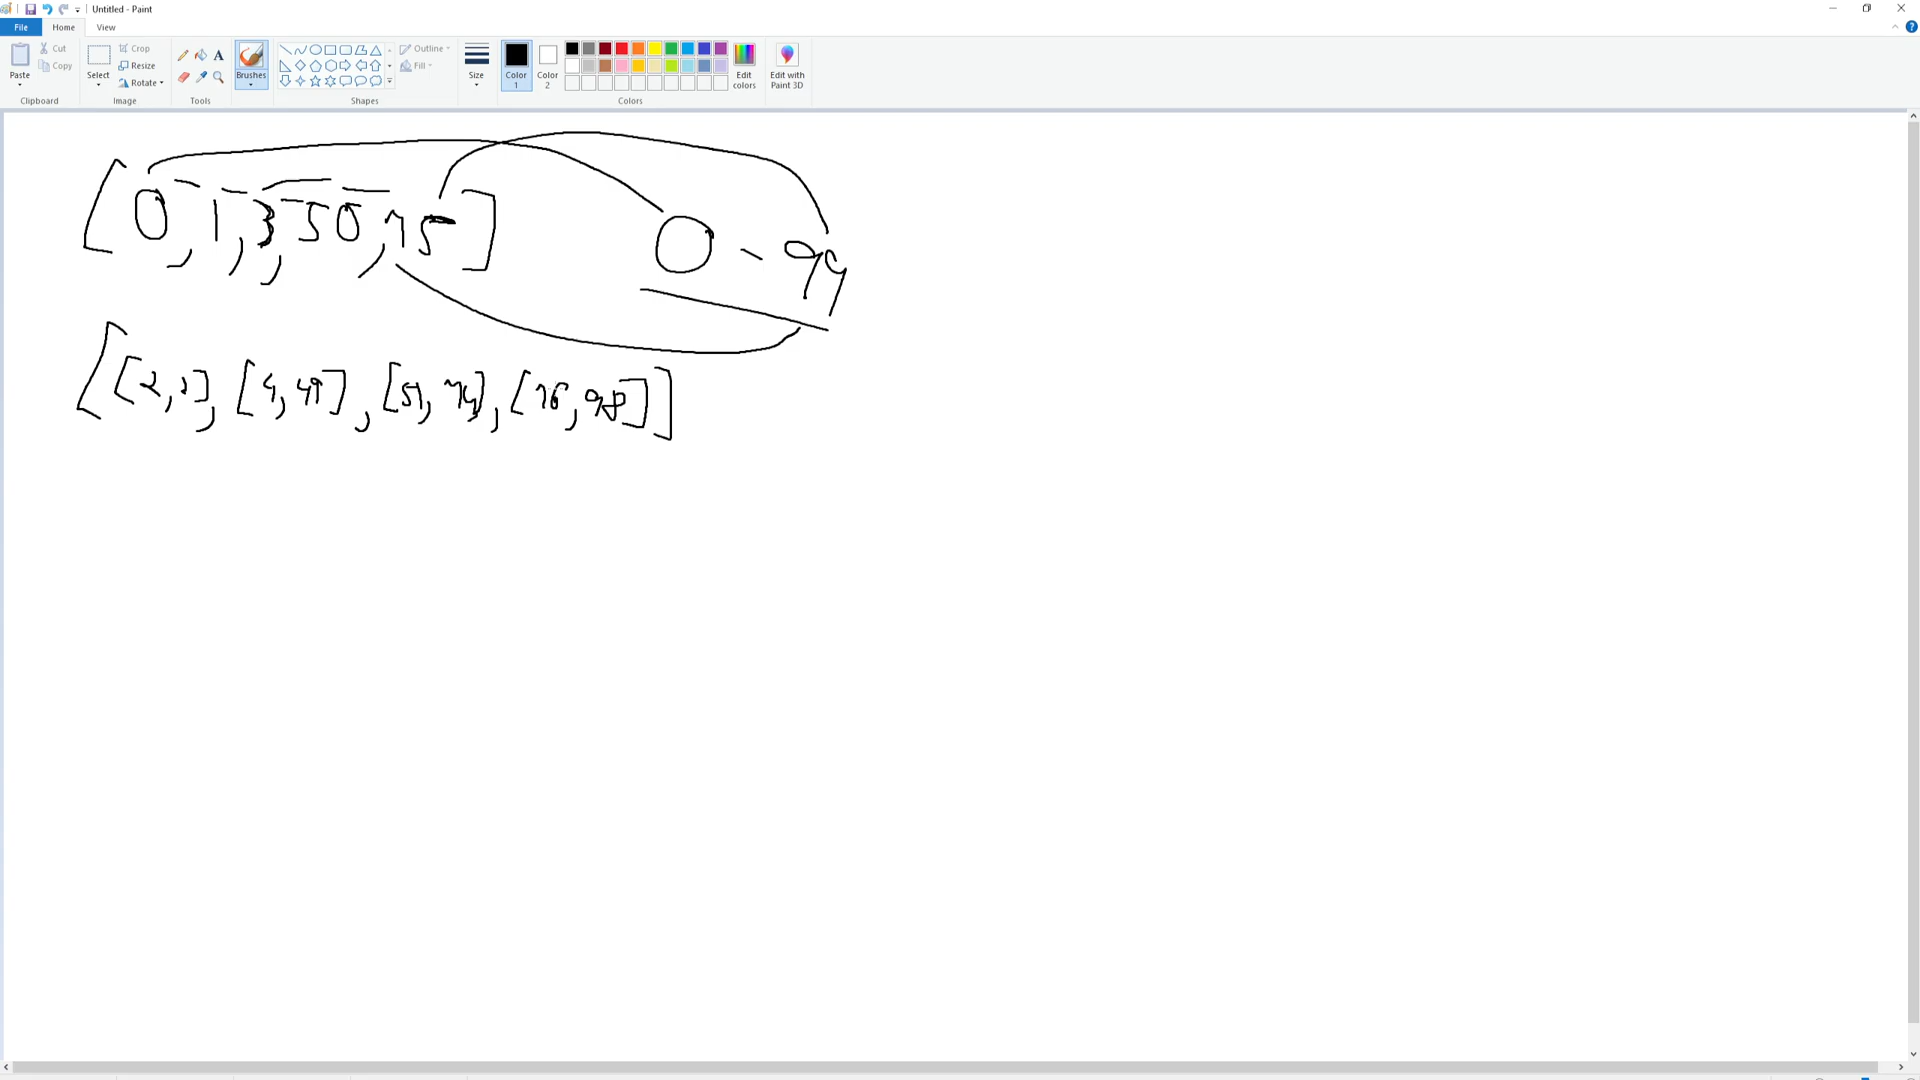 Untitled - Paint
File Home View
Paste
Cut
Copy
Clipboard
Select
Crop
Resize
Rotate
Image
A
Tools
Brushes
Outline
Fill
Shapes
Size
Color 1
Color 2
Edit colors
Edit with Paint 3D
Colors
[0, 1, 3, 50, 75]
0 - 99
[[2,2], [4,49], [51,74], [76,98]]